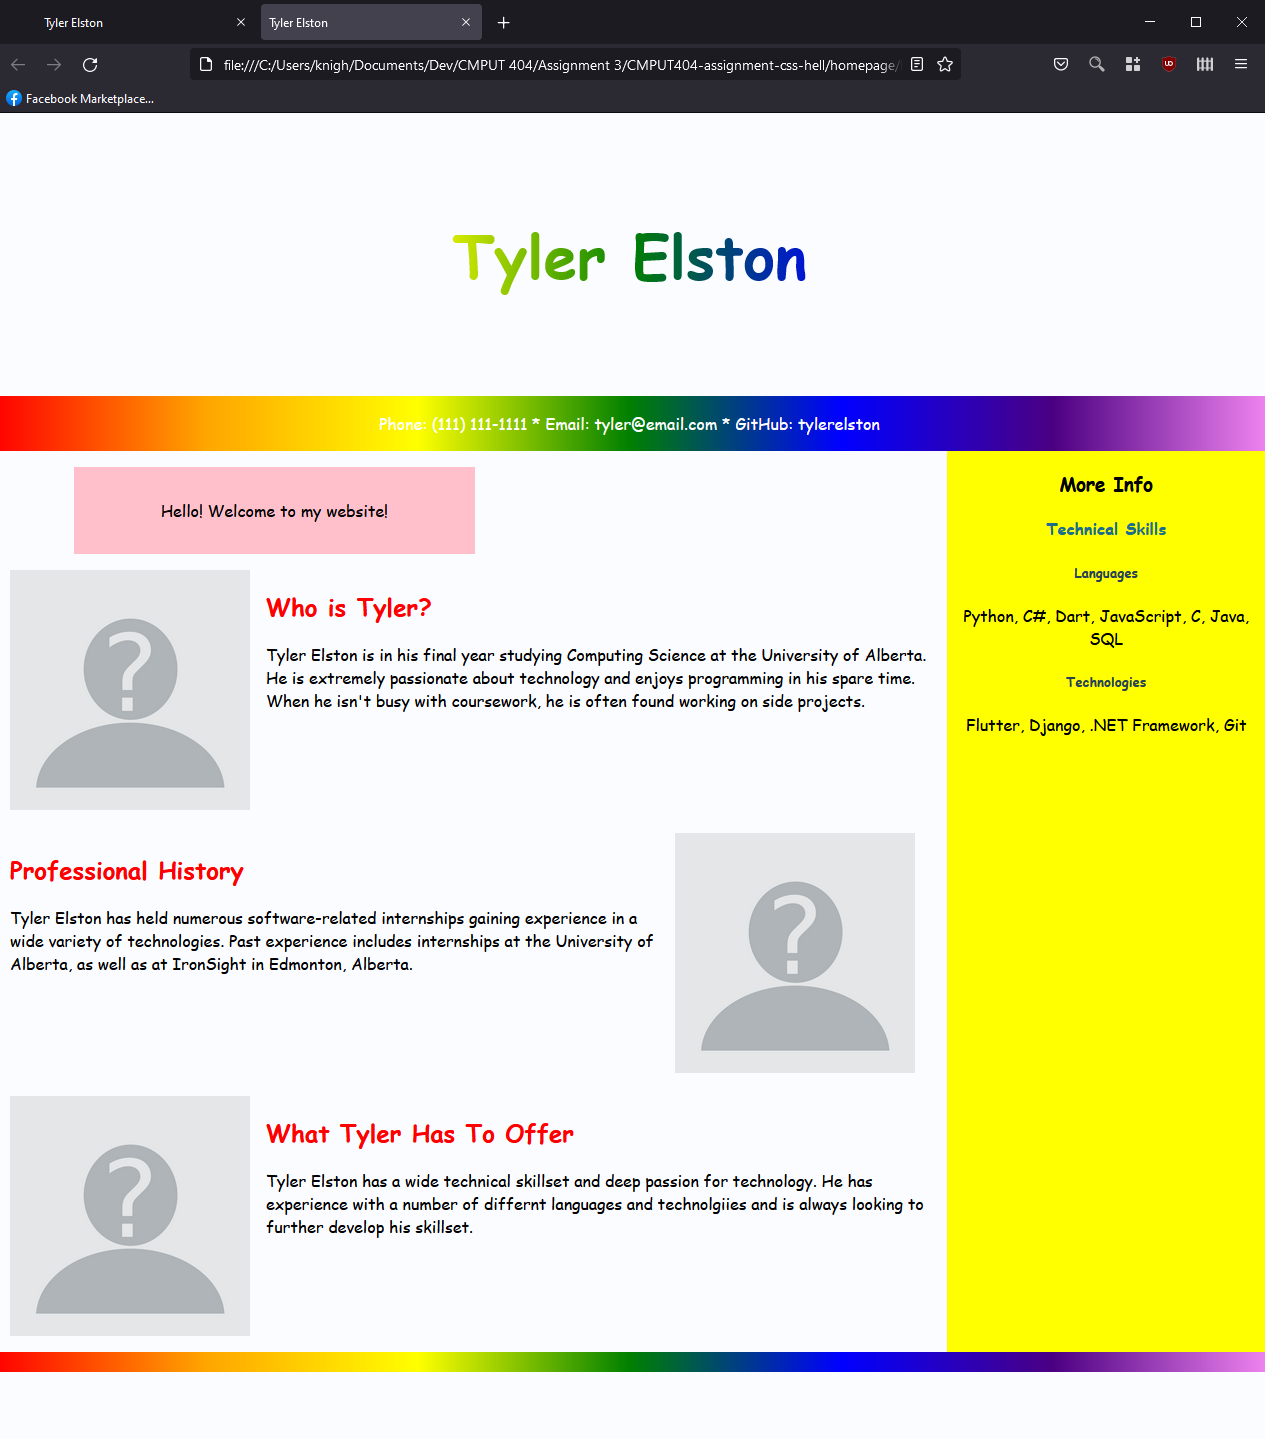 Tyler Elston
Tyler Elston
file:///C:/Users/knigh/Documents/Dev/CMPUT 404/Assignment 3/CMPUT404-assignment-css-hell/homepage/
Facebook Marketplace...
Tyler Elston
Phone: (111) 111-1111 * Email: tyler@email.com * GitHub: tylerelston
Hello! Welcome to my website!
Who is Tyler?
Tyler Elston is in his final year studying Computing Science at the University of Alberta.
He is extremely passionate about technology and enjoys programming in his spare time.
When he isn't busy with coursework, he is often found working on side projects.
Professional History
Tyler Elston has held numerous software-related internships gaining experience in a
wide variety of technologies. Past experience includes internships at the University of
Alberta, as well as at IronSight in Edmonton, Alberta.
What Tyler Has To Offer
Tyler Elston has a wide technical skillset and deep passion for technology. He has
experience with a number of differnt languages and technolgiies and is always looking to
further develop his skillset.
More Info
Technical Skills
Languages
Python, C#, Dart, JavaScript, C, Java,
SQL
Technologies
Flutter, Django, .NET Framework, Git